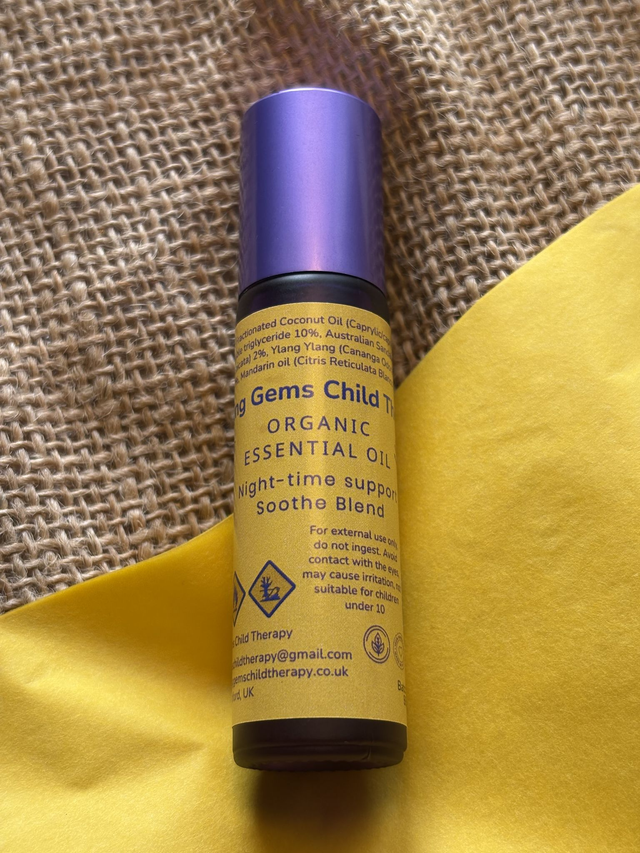 Fractionated Coconut Oil (Caprylic/
triglyceride 10%, Australian
2%, Ylang Ylang (Cananga
Mandarin oil (Citris Reticulata
Gems Child
ORGANIC
ESSENTIAL OIL
Night-time support
Soothe Blend
For external use only
do not ingest. Avoid
contact with the eyes,
may cause irritation,
suitable for children
under 10
Child Therapy
childtherapy@gmail.com
gemschildtherapy.co.uk
UK